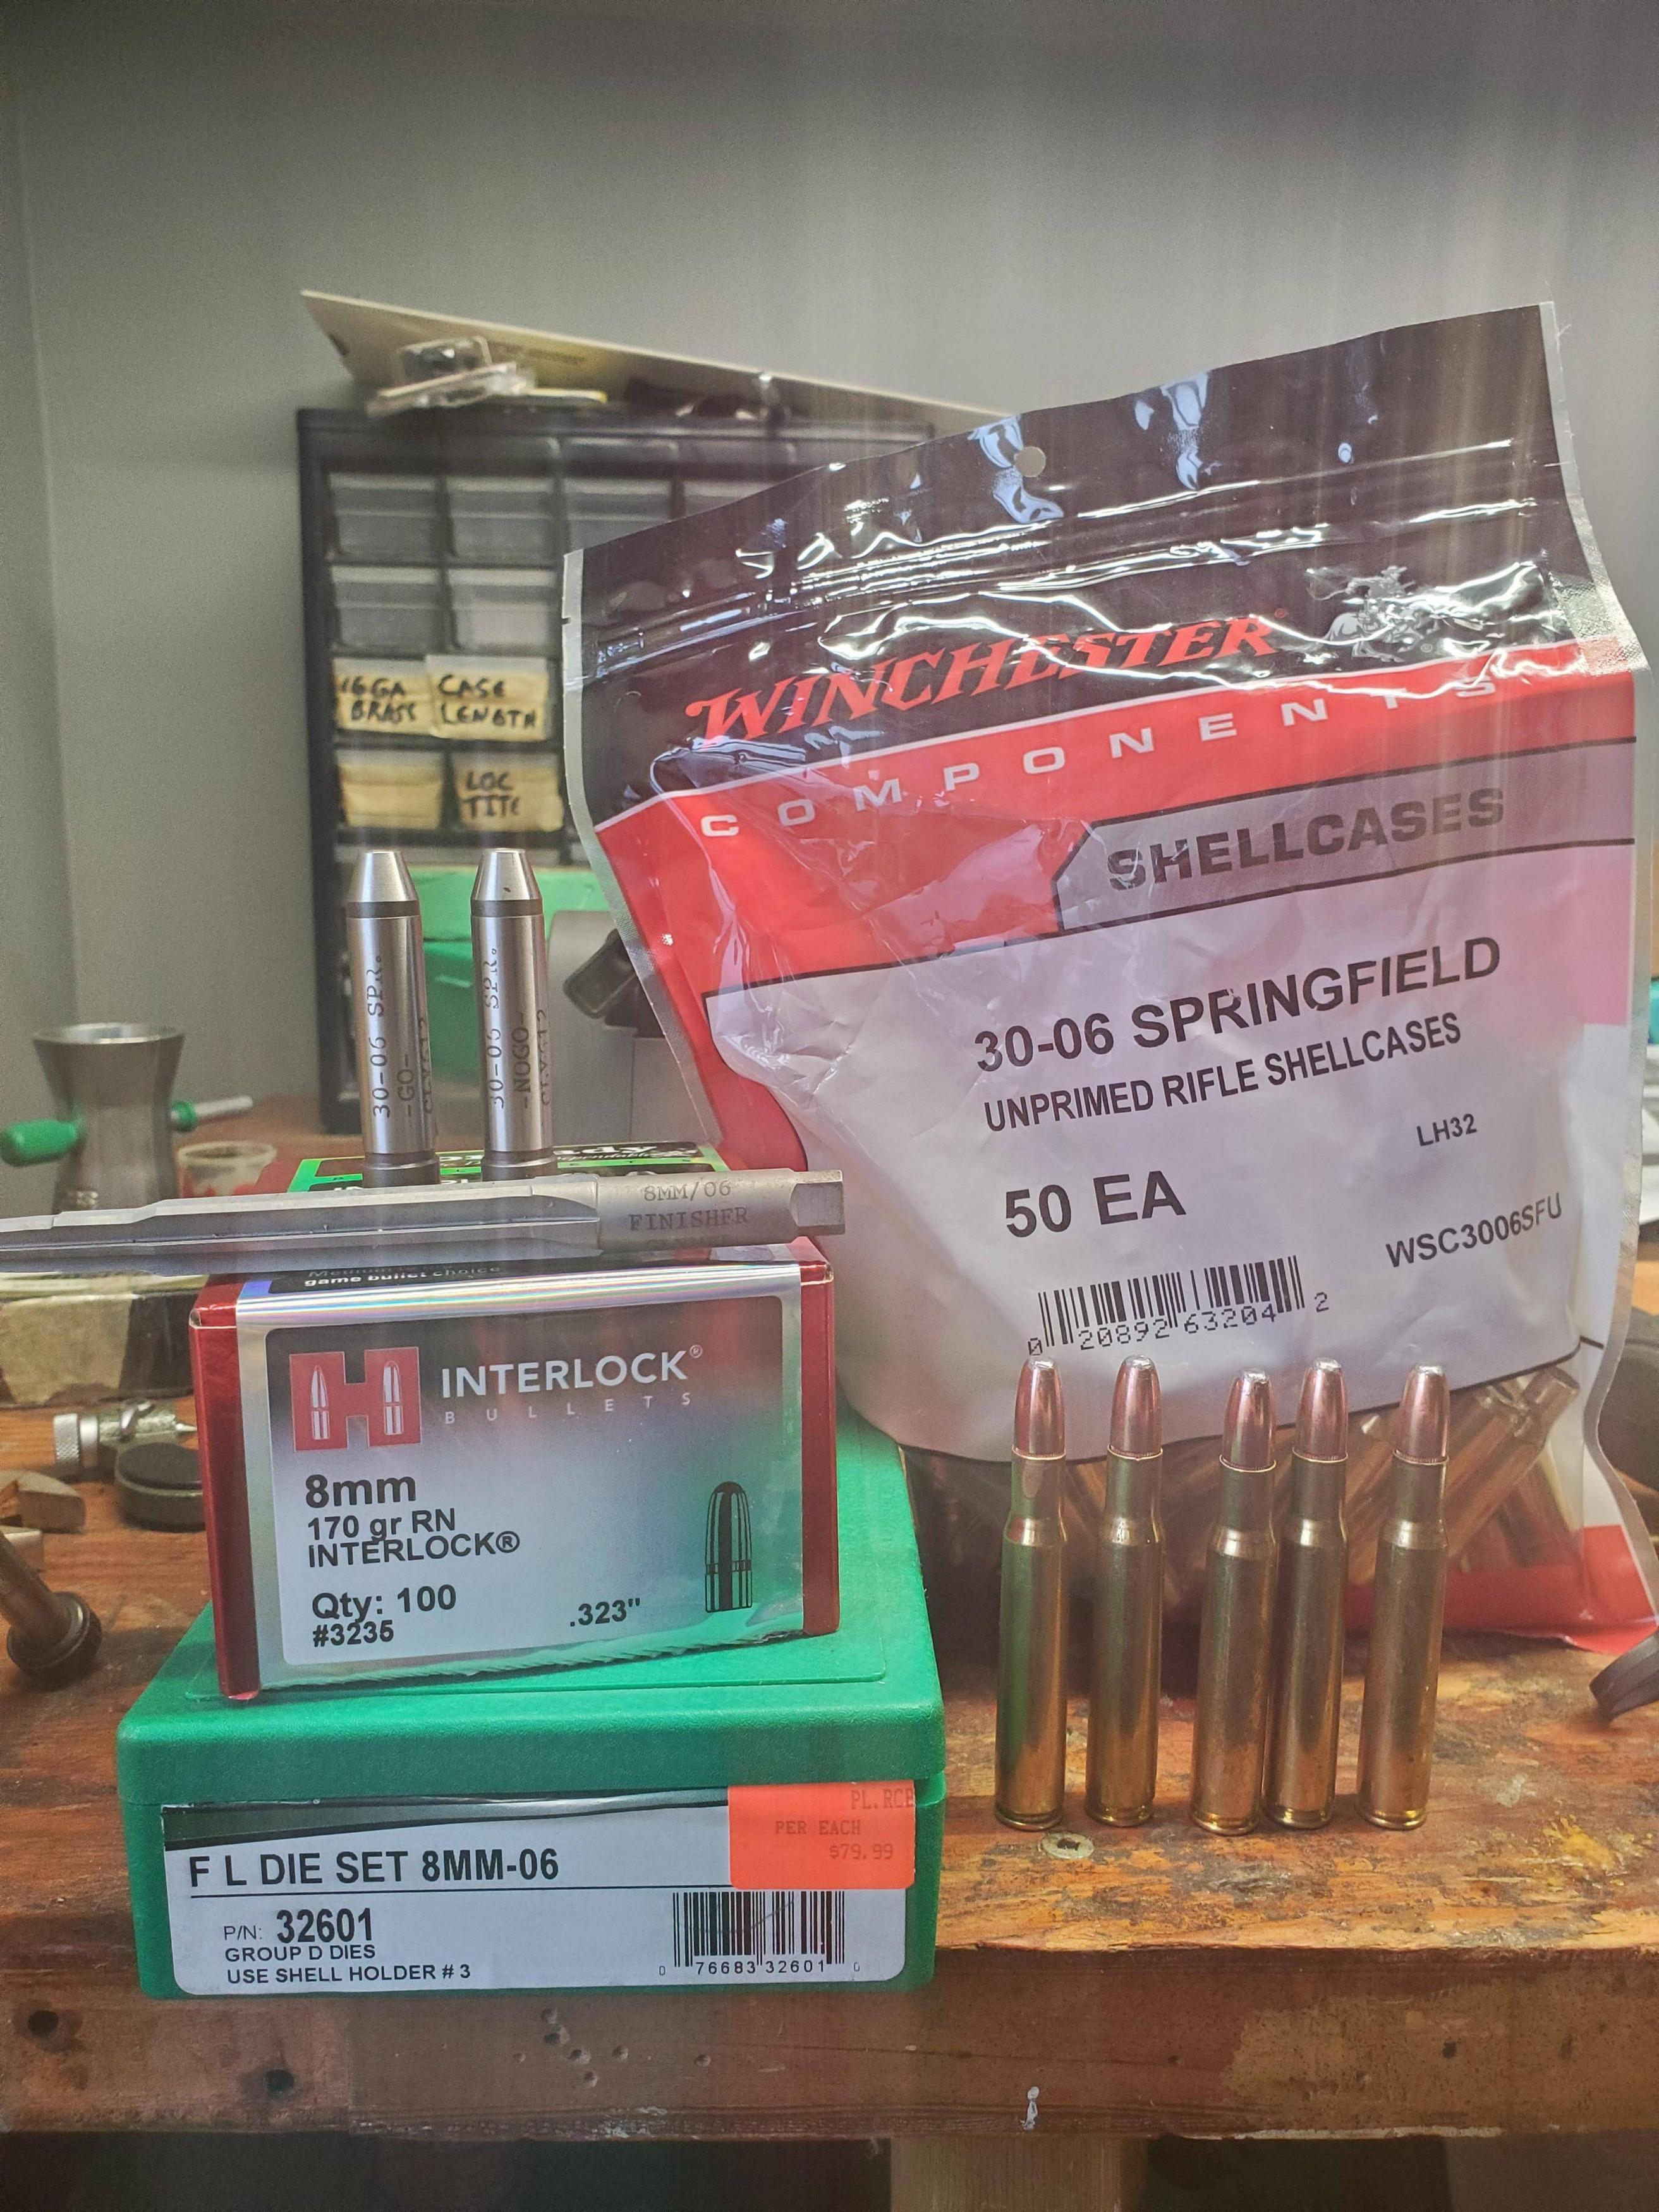 16GA
BRASS
CASE
LENGTH
LOC
TITE
WINCHESTER®
COMPONENTS
SHELLCASES
30-06 SPRINGFIELD
UNPRIMED RIFLE SHELLCASES
LH32
50 EA
WSC3006SFU
0 20892 63204 2
30-06 SPR.
-GO-
30-06 SPR.
-NOGO-
8MM/06
FINISHER
game bullet choice
INTERLOCK®
BULLETS
8mm
170 gr RN
INTERLOCK®
Qty: 100
#3235
.323"
PL.RCB
PER EACH
$79.99
F L DIE SET 8MM-06
P/N: 32601
GROUP D DIES
USE SHELL HOLDER # 3
0 76683 32601 0